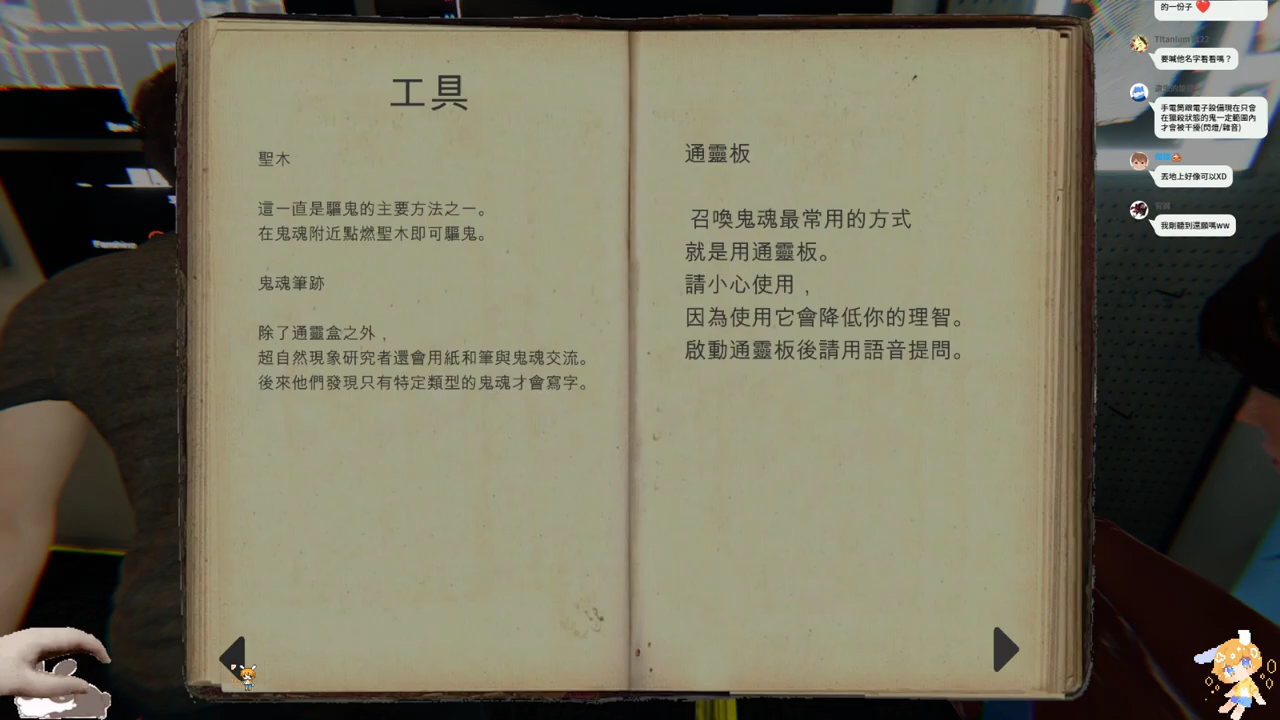 工具
聖木
這一直是驅鬼的主要方法之一。
在鬼魂附近點燃聖木即可驅鬼。
鬼魂筆跡
除了通靈盒之外，
超自然現象研究者還會用紙和筆與鬼魂交流。
後來他們發現只有特定類型的鬼魂才會寫字。
通靈板
召喚鬼魂最常用的方式
就是用通靈板。
請小心使用，
因為使用它會降低你的理智。
啟動通靈板後請用語音提問。
的一份子 ❤️
要喊他名字看看嗎？
手電筒跟電子設備現在只會
在獵殺狀態的鬼一定範圍內
才會被干擾(閃燈/雜音)
丟地上好像可以XD
我剛聽到還願嗎ww